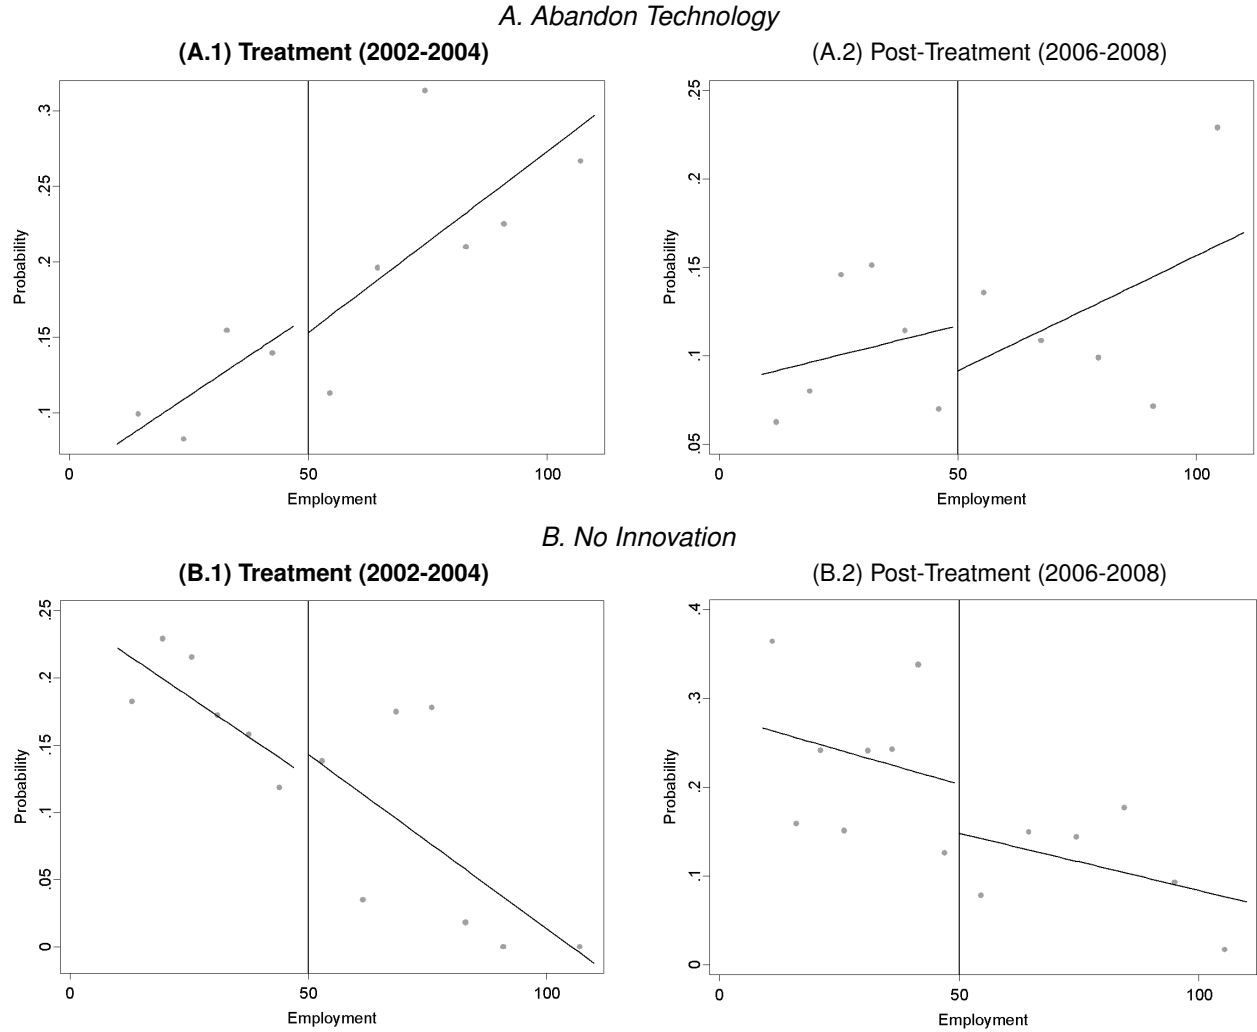 A. Abandon Technology
(A.1) Treatment (2002-2004)
(A.2) Post-Treatment (2006-2008)
Probability
.3
.25
.2
.15
.1
0
50
100
Employment
Probability
.25
.2
.15
.1
.05
0
50
100
Employment
B. No Innovation
(B.1) Treatment (2002-2004)
(B.2) Post-Treatment (2006-2008)
Probability
.25
.2
.15
.1
.05
0
0
50
100
Employment
Probability
.4
.3
.2
.1
0
0
50
100
Employment